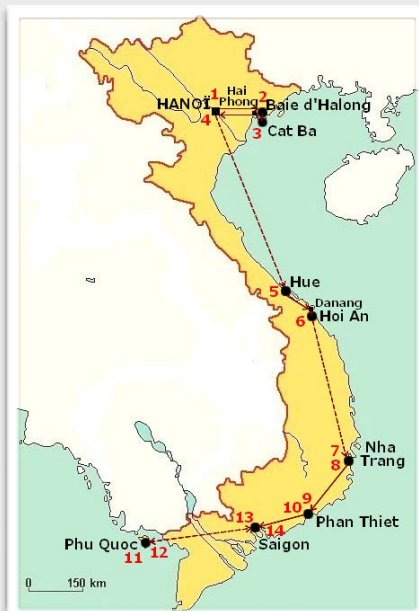 1
Hai
2
HANOÏ
Phong
Baie d'Halong
4
3
Cat Ba
Hue
5
Danang
6
Hoi An
7
Nha
8
Trang
9
10
Phan Thiet
13
14
Phu Quoc
12
Saigon
11
0
150 km